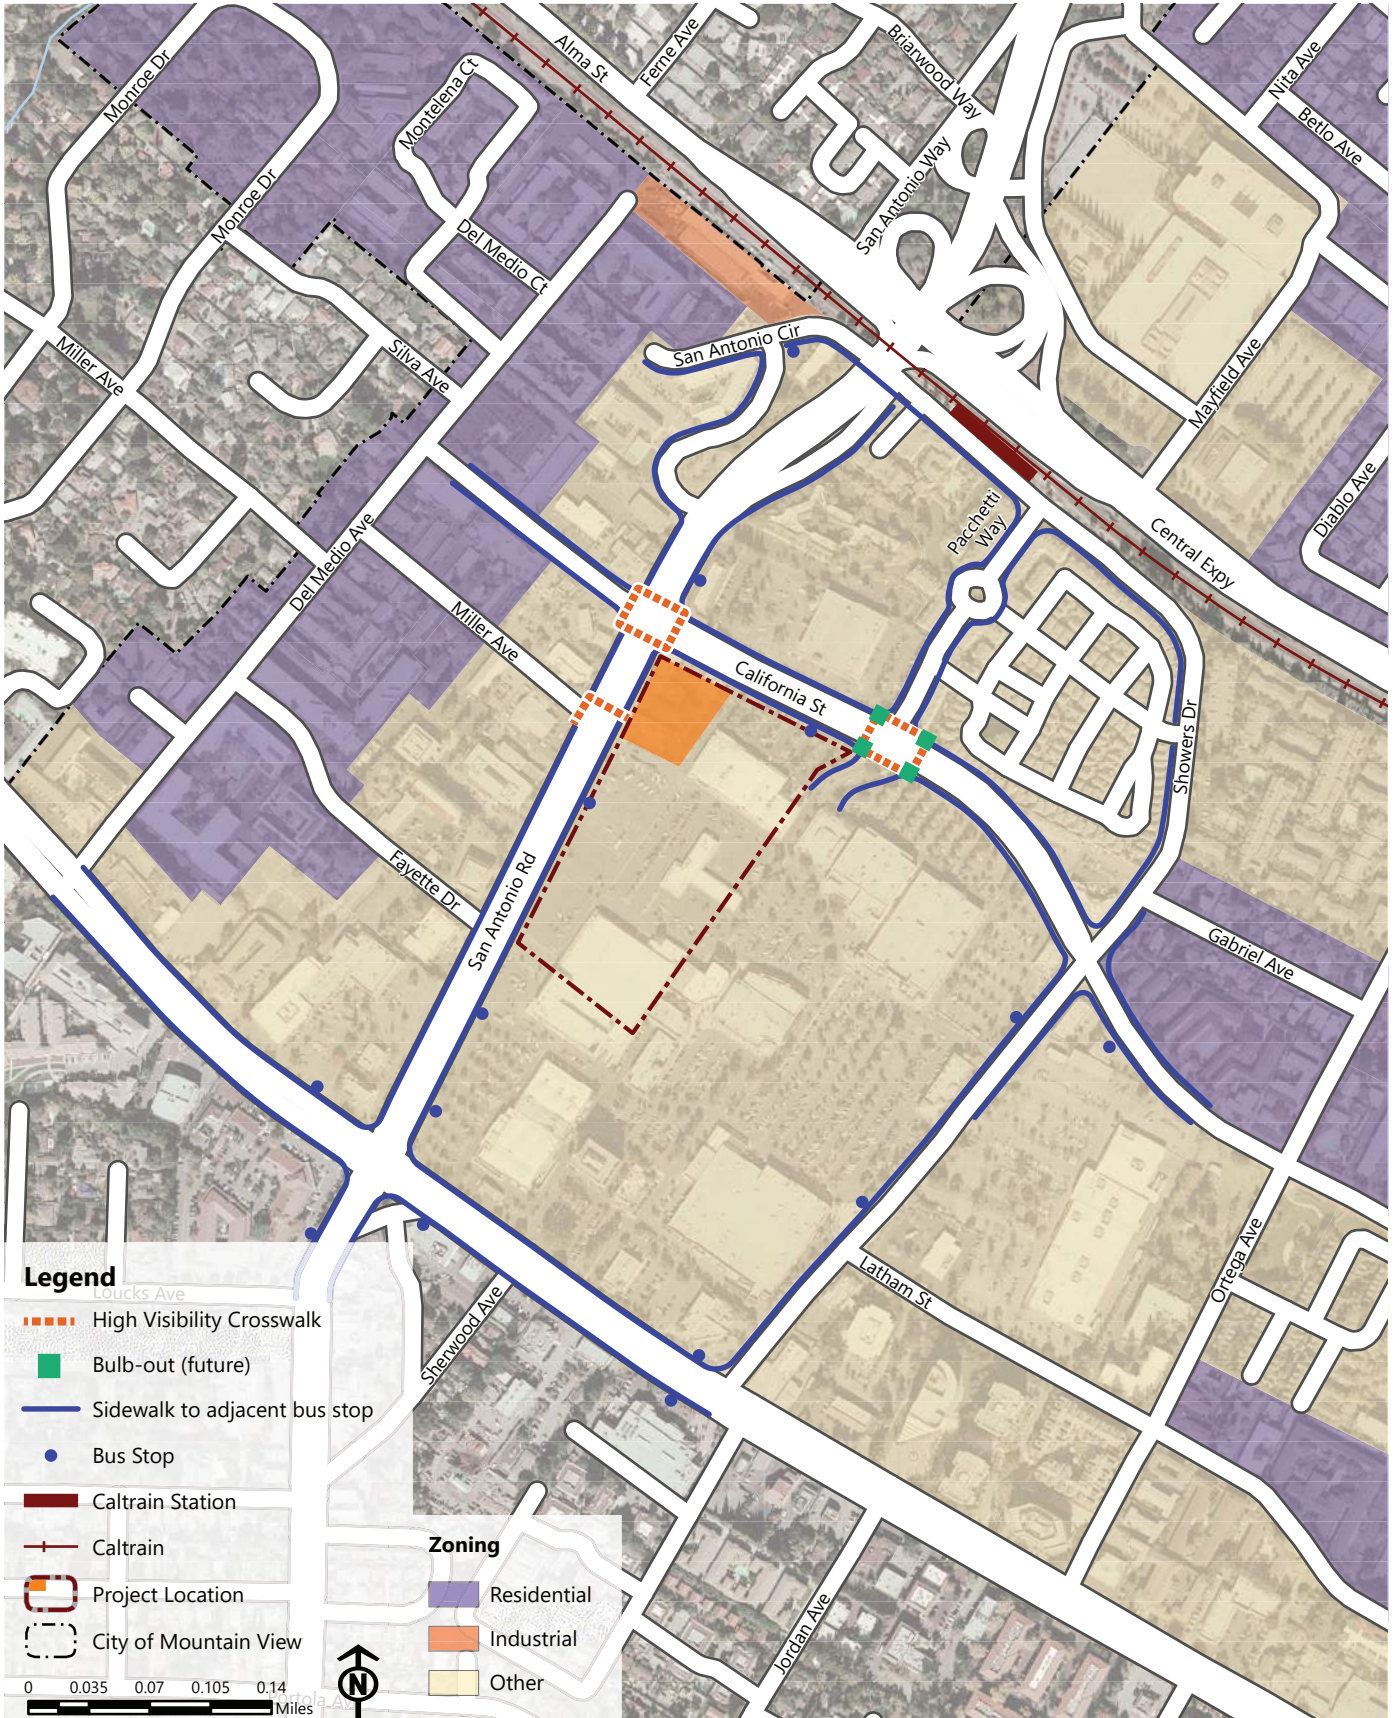 Alma St
Ferne Ave
Briarwood Way
Nita Ave
Betlo Ave
Monroe Dr
Montelena Ct
San Antonio Way
Monroe Dr
Del Medio Ct
San Antonio Cir
Miller Ave
Silva Ave
Mayfield Ave
Diablo Ave
Pacchetti
Way
Central Expy
Del Medio Ave
Miller Ave
California St
Showers Dr
Fayette Dr
San Antonio Rd
Gabriel Ave
Ortega Ave
Latham St
Sherwood Ave
Jordan Ave
Legend
Loucks Ave
High Visibility Crosswalk
Bulb-out (future)
Sidewalk to adjacent bus stop
Bus Stop
Caltrain Station
Caltrain
Project Location
City of Mountain View
0 0.035 0.07 0.105 0.14
Miles
Portola Av
N
Zoning
Residential
Industrial
Other